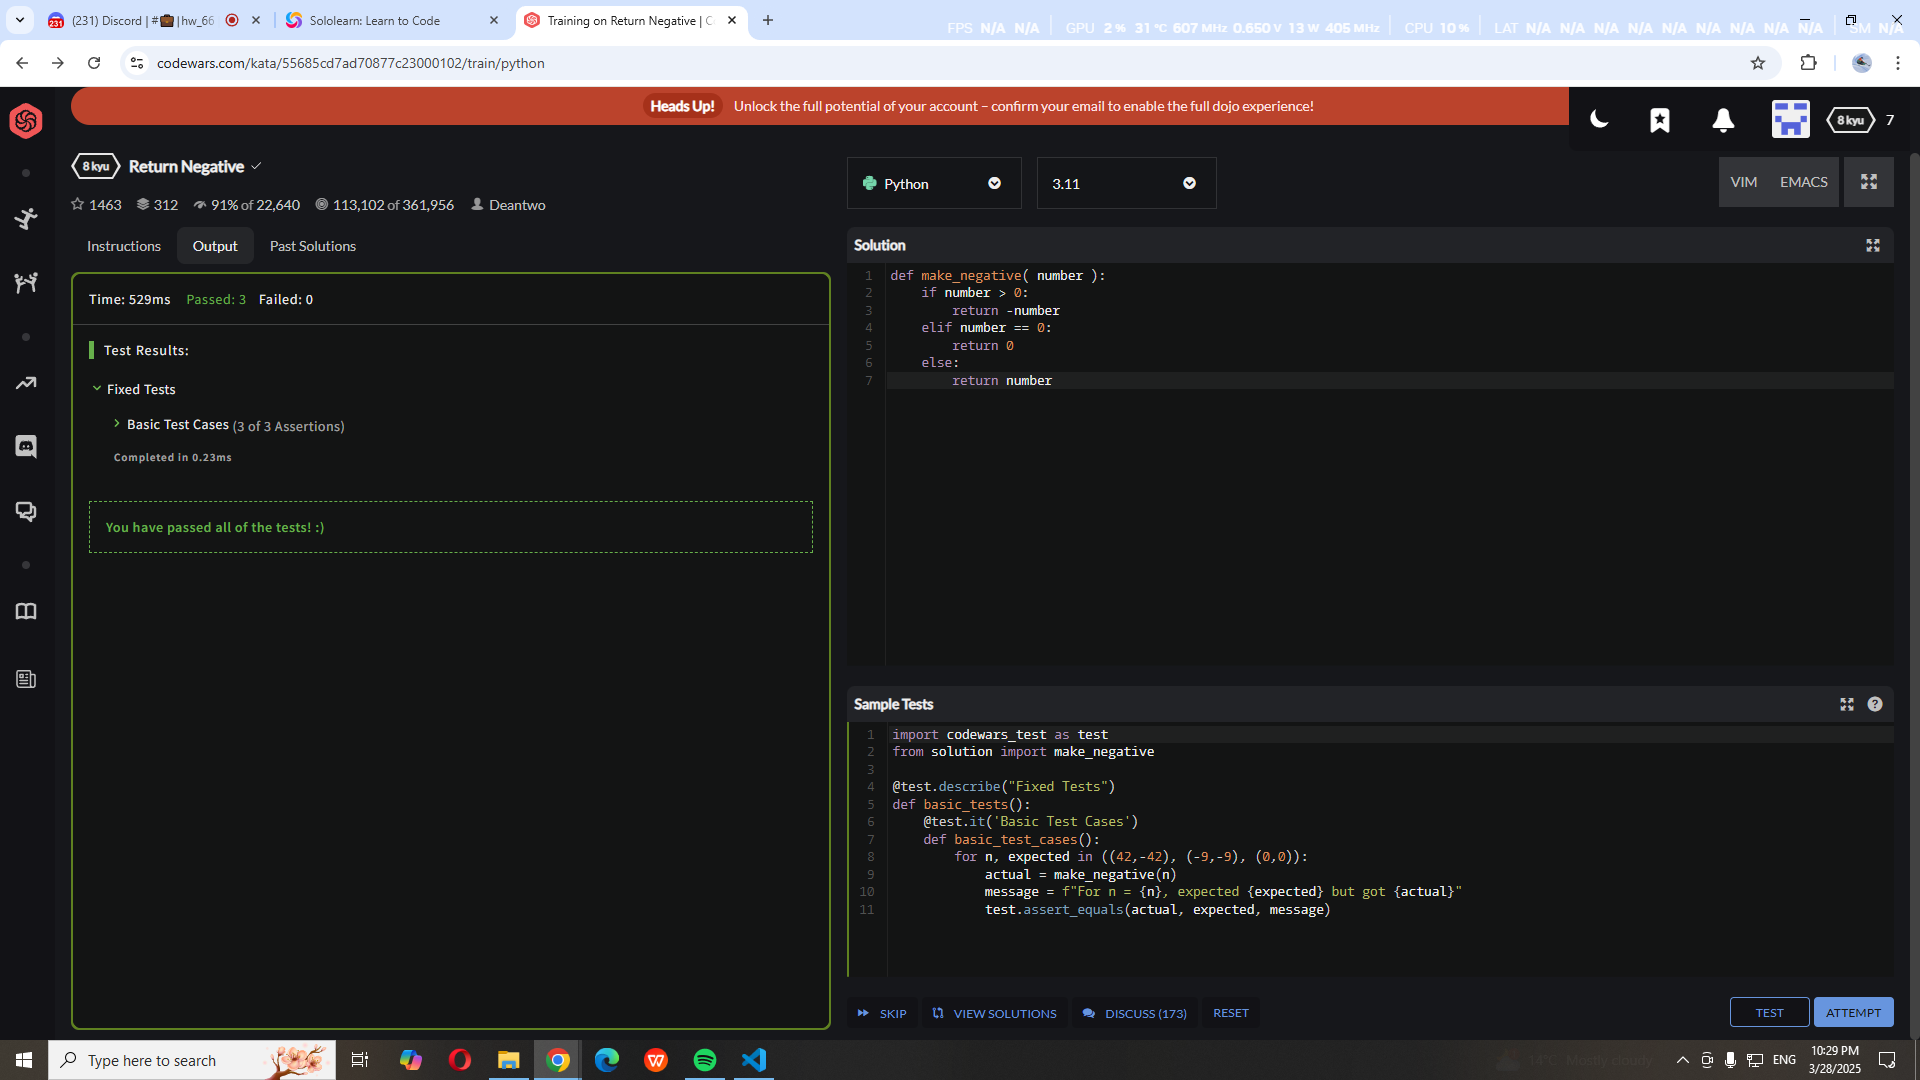 (231) Discord | #💼|hw_66
Sololearn: Learn to Code
Training on Return Negative | C
FPS N/A N/A GPU 2 % 31 °C 607 MHz 0.650 V 13 W 405 MHz CPU 10 % LAT N/A N/A N/A N/A N/A N/A N/A N/A N/A SM N/A
codewars.com/kata/55685cd7ad70877c23000102/train/python
Heads Up! Unlock the full potential of your account – confirm your email to enable the full dojo experience!
8 kyu 7
8 kyu Return Negative
1463 312 91% of 22,640 113,102 of 361,956 Deantwo
Instructions Output Past Solutions
Time: 529ms Passed: 3 Failed: 0
Test Results:
Fixed Tests
Basic Test Cases (3 of 3 Assertions)
Completed in 0.23ms
You have passed all of the tests! :)
Python 3.11
VIM EMACS
Solution
1 def make_negative( number ):
2 if number > 0:
3 return -number
4 elif number == 0:
5 return 0
6 else:
7 return number
Sample Tests
1 import codewars_test as test
2 from solution import make_negative
3
4 @test.describe("Fixed Tests")
5 def basic_tests():
6 @test.it('Basic Test Cases')
7 def basic_test_cases():
8 for n, expected in ((42,-42), (-9,-9), (0,0)):
9 actual = make_negative(n)
10 message = f"For n = {n}, expected {expected} but got {actual}"
11 test.assert_equals(actual, expected, message)
SKIP VIEW SOLUTIONS DISCUSS (173) RESET
TEST ATTEMPT
Type here to search
14°C Mostly cloudy
ENG
10:29 PM
3/28/2025